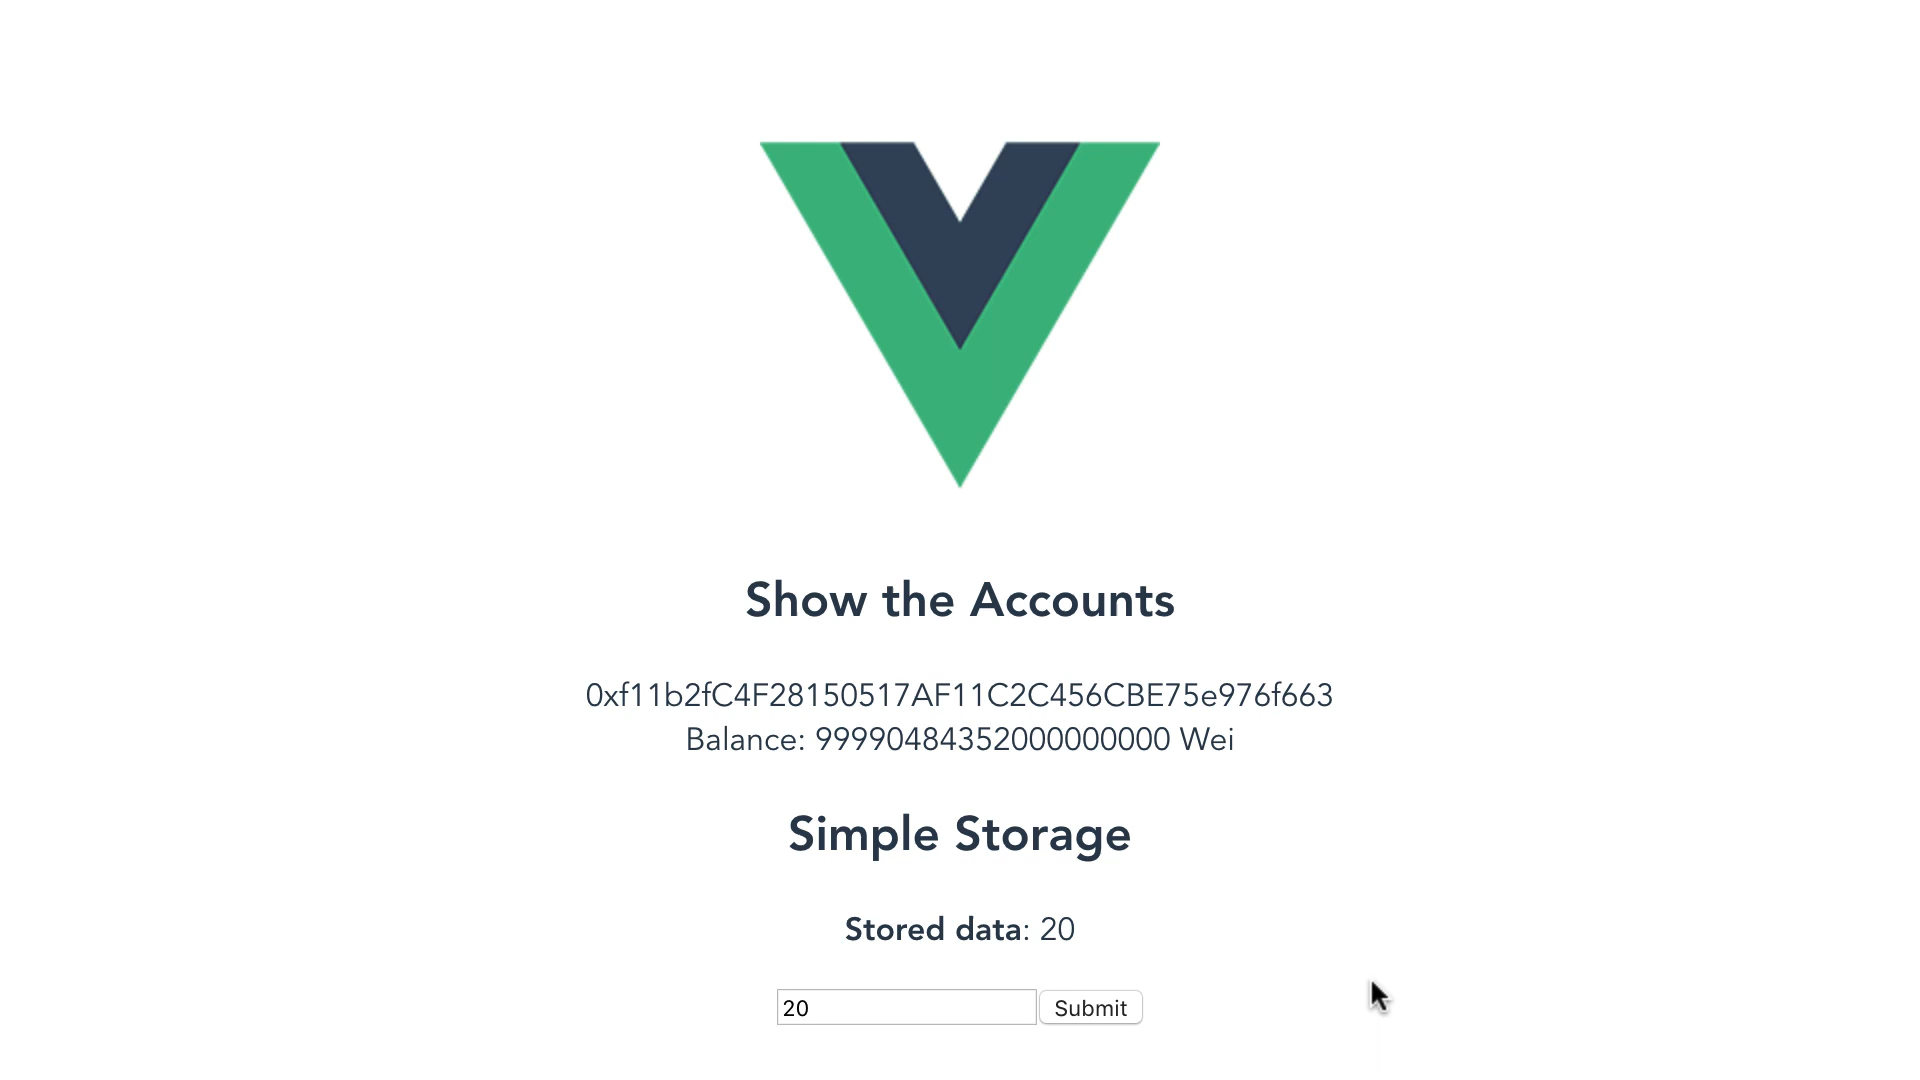 Show the Accounts
0xf11b2fC4F28150517AF11C2C456CBE75e976f663
Balance: 99990484352000000000 Wei
Simple Storage
Stored data: 20
20 Submit